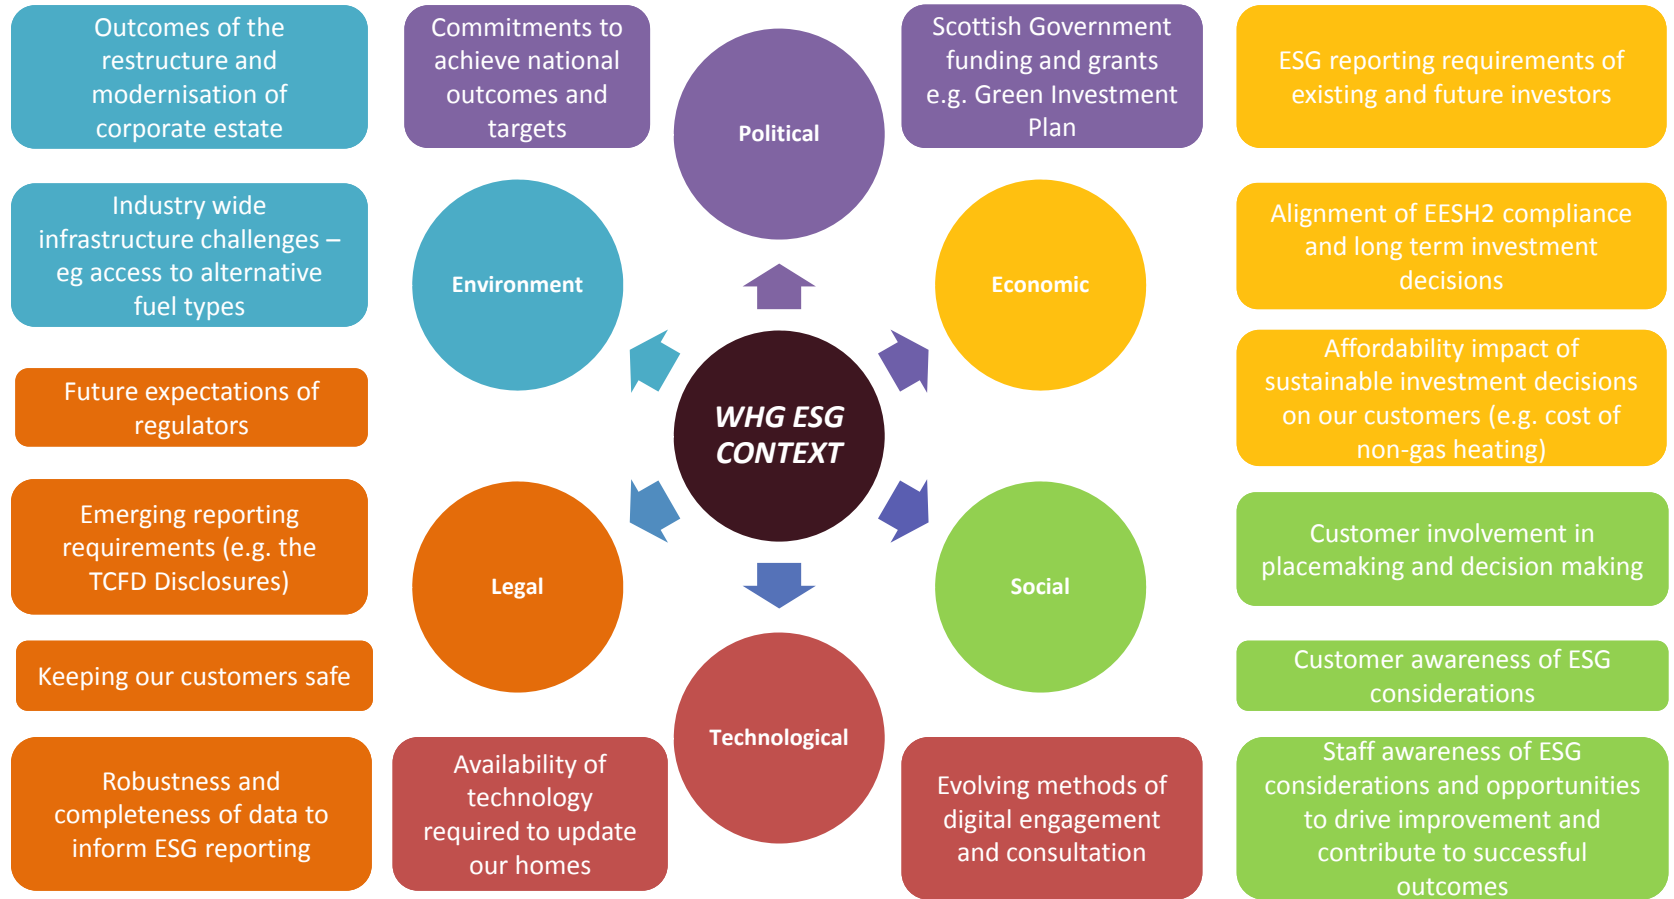 Outcomes of the
restructure and
modernisation of
corporate estate
Commitments to
achieve national
outcomes and
targets
Political
Scottish Government
funding and grants
e.g. Green Investment
Plan
ESG reporting requirements of
existing and future investors
Industry wide
infrastructure challenges –
eg access to alternative
fuel types
Environment
Economic
Alignment of EESH2 compliance
and long term investment
decisions
Future expectations of
regulators
WHG ESG
CONTEXT
Affordability impact of
sustainable investment decisions
on our customers (e.g. cost of
non-gas heating)
Emerging reporting
requirements (e.g. the
TCFD Disclosures)
Legal
Social
Customer involvement in
placemaking and decision making
Keeping our customers safe
Customer awareness of ESG
considerations
Robustness and
completeness of data to
inform ESG reporting
Availability of
technology
required to update
our homes
Technological
Evolving methods of
digital engagement
and consultation
Staff awareness of ESG
considerations and opportunities
to drive improvement and
contribute to successful
outcomes